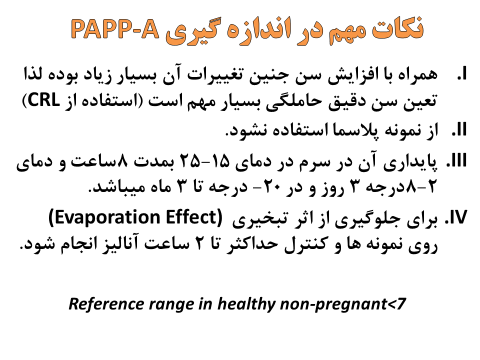 نکات مهم در اندازه گیری PAPP-A
I. همراه با افزایش سن جنین تغییرات آن بسیار زیاد بوده لذا
تعین سن دقیق حاملگی بسیار مهم است (استفاده از CRL)
II. از نمونه پلاسما استفاده نشود.
III. پایداری آن در سرم در دمای ۱۵-۲۵ بمدت ۸ساعت و دمای
۲-۸درجه ۳ روز و در ۲۰- درجه تا ۳ ماه میباشد.
IV. برای جلوگیری از اثر تبخیری (Evaporation Effect)
روی نمونه ها و کنترل حداکثر تا ۲ ساعت آنالیز انجام شود.
Reference range in healthy non-pregnant<7